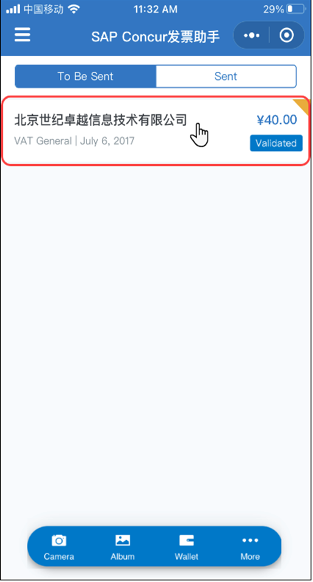 中国移动 11:32 AM 29%
SAP Concur发票助手
To Be Sent Sent
北京世纪卓越信息技术有限公司 ¥40.00
VAT General | July 6, 2017 Validated
Camera Album Wallet More